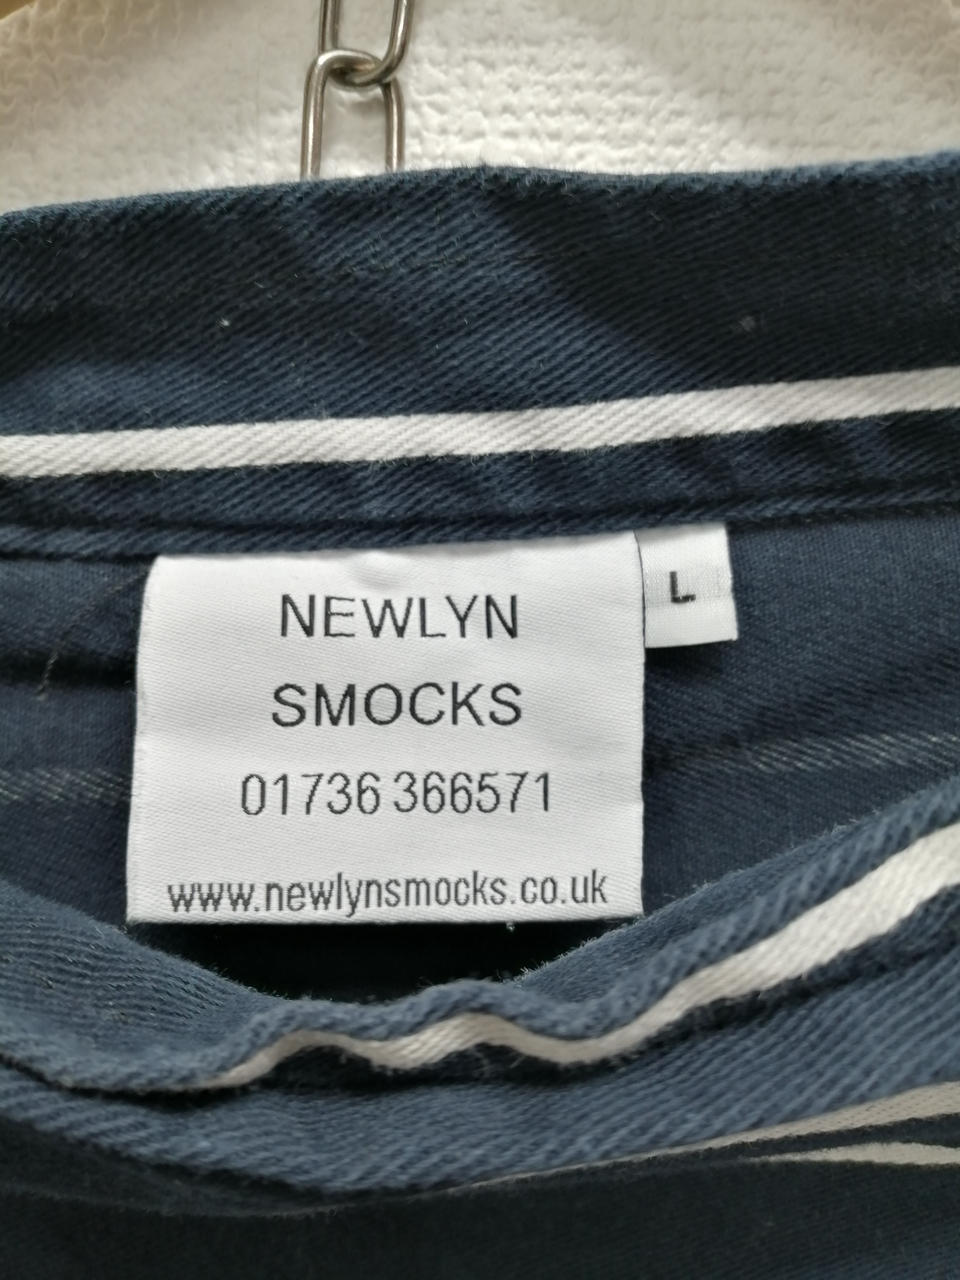 NEWLYN
SMOCKS
01736 366571
www.newlynsmocks.co.uk
L